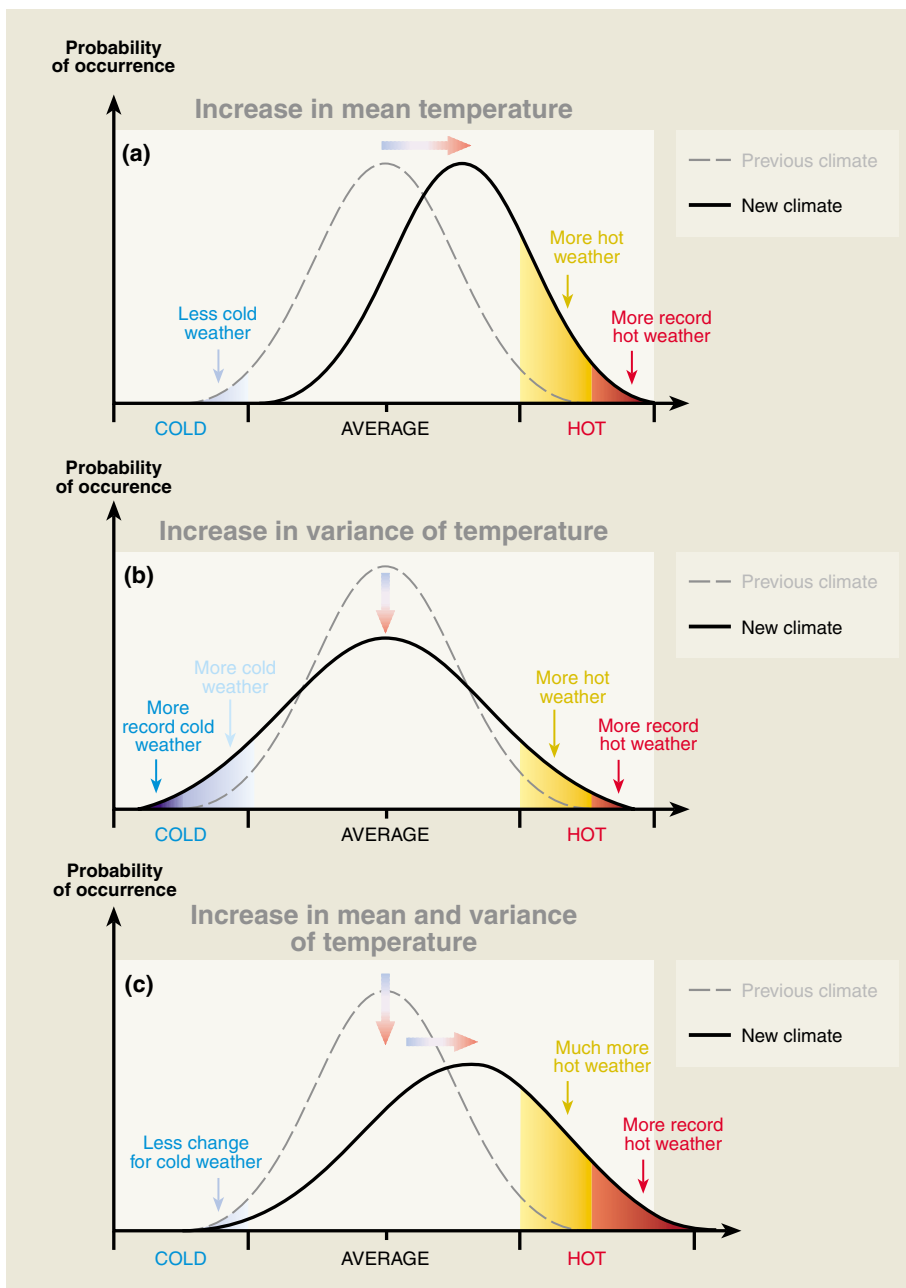 Probability
of occurrence
Increase in mean temperature
(a)
Previous climate
New climate
More hot
weather
Less cold
weather
More record
hot weather
COLD
AVERAGE
HOT
Probability
of occurence
Increase in variance of temperature
(b)
Previous climate
New climate
More cold
weather
More hot
weather
More
record cold
weather
More record
hot weather
COLD
AVERAGE
HOT
Probability
of occurrence
Increase in mean and variance
of temperature
(c)
Previous climate
New climate
Much more
hot weather
More record
hot weather
Less change
for cold weather
COLD
AVERAGE
HOT